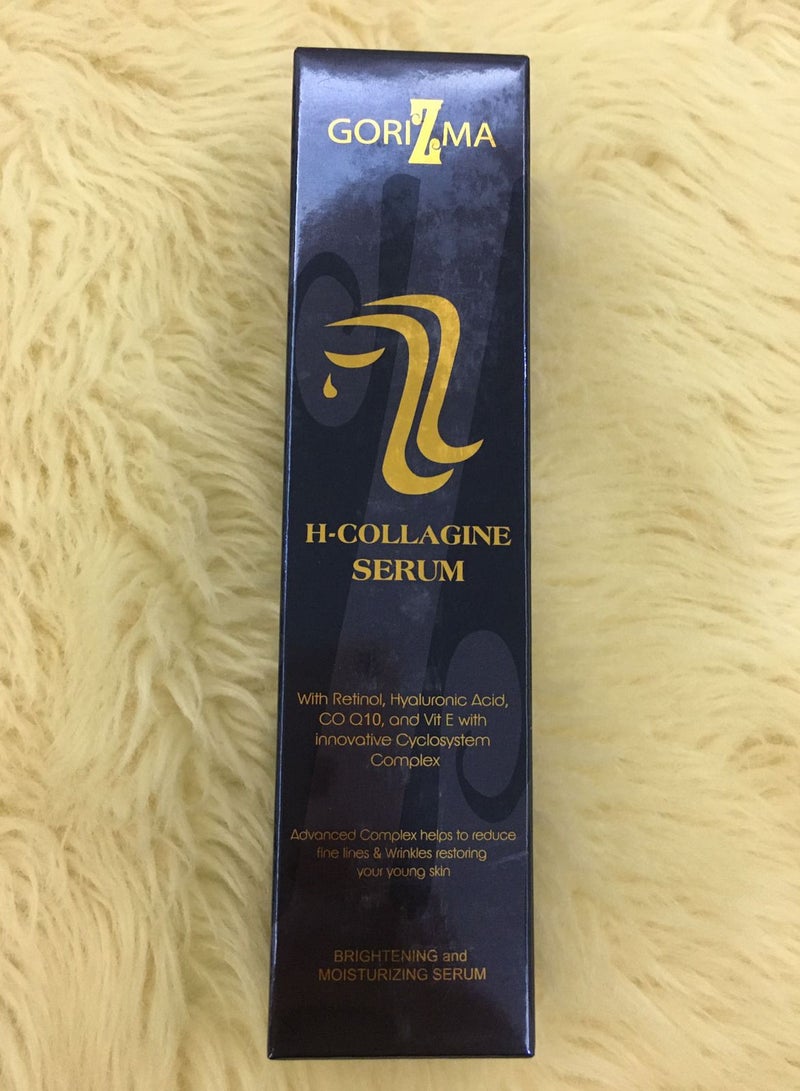 GORIZMA
H-COLLAGINE
SERUM
With Retinol, Hyaluronic Acid,
CO Q10, and Vit E with
innovative Cyclosystem
Complex
Advanced Complex helps to reduce
fine lines & Wrinkles restoring
your young skin
BRIGHTENING and
MOISTURIZING SERUM